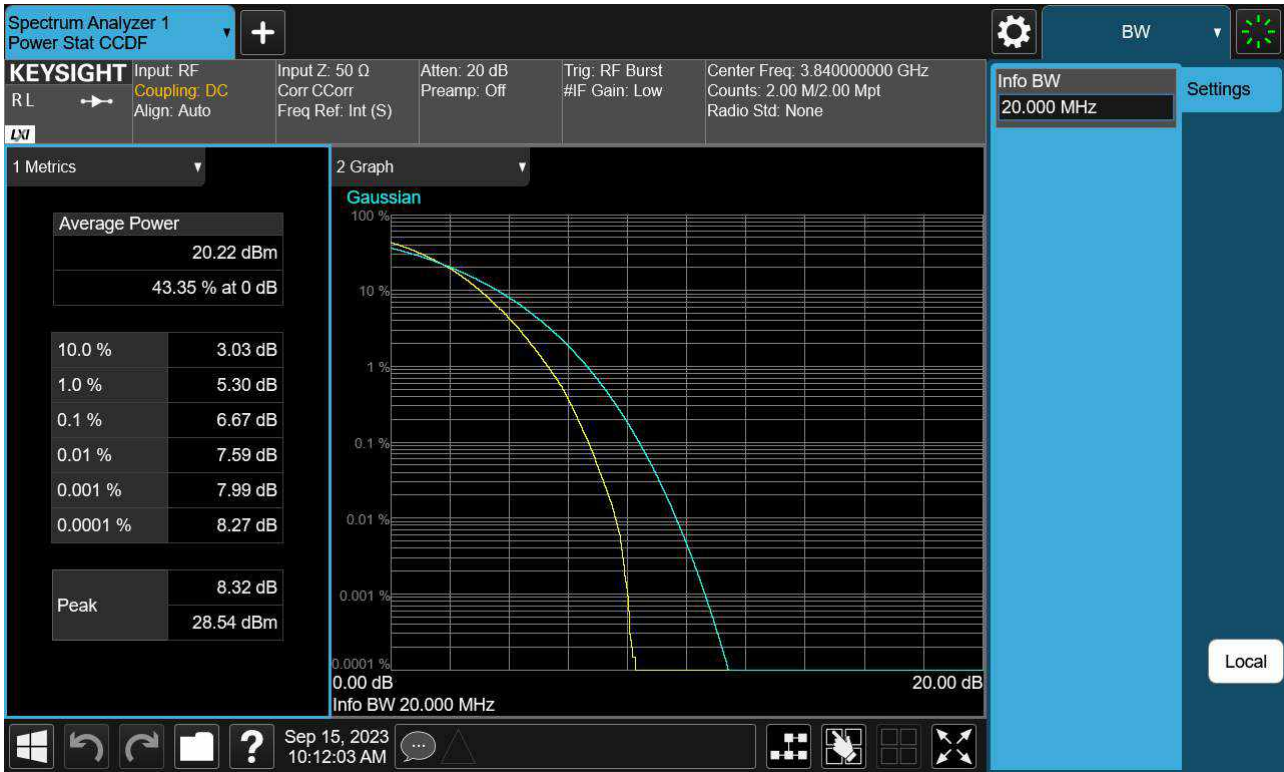 Spectrum Analyzer 1
Power Stat CCDF
BW
KEYSIGHT
RL
LXI
Input: RF
Coupling: DC
Align: Auto
Input Z: 50 Ω
Corr CCorr
Freq Ref: Int (S)
Atten: 20 dB
Preamp: Off
Trig: RF Burst
#IF Gain: Low
Center Freq: 3.840000000 GHz
Counts: 2.00 M/2.00 Mpt
Radio Std: None
Info BW
20.000 MHz
Settings
1 Metrics
Average Power
20.22 dBm
43.35 % at 0 dB
10.0 % 3.03 dB
1.0 % 5.30 dB
0.1 % 6.67 dB
0.01 % 7.59 dB
0.001 % 7.99 dB
0.0001 % 8.27 dB
Peak
8.32 dB
28.54 dBm
2 Graph
Gaussian
100 %
10 %
1 %
0.1 %
0.01 %
0.001 %
0.0001 %
0.00 dB 20.00 dB
Info BW 20.000 MHz
Local
?
Sep 15, 2023
10:12:03 AM